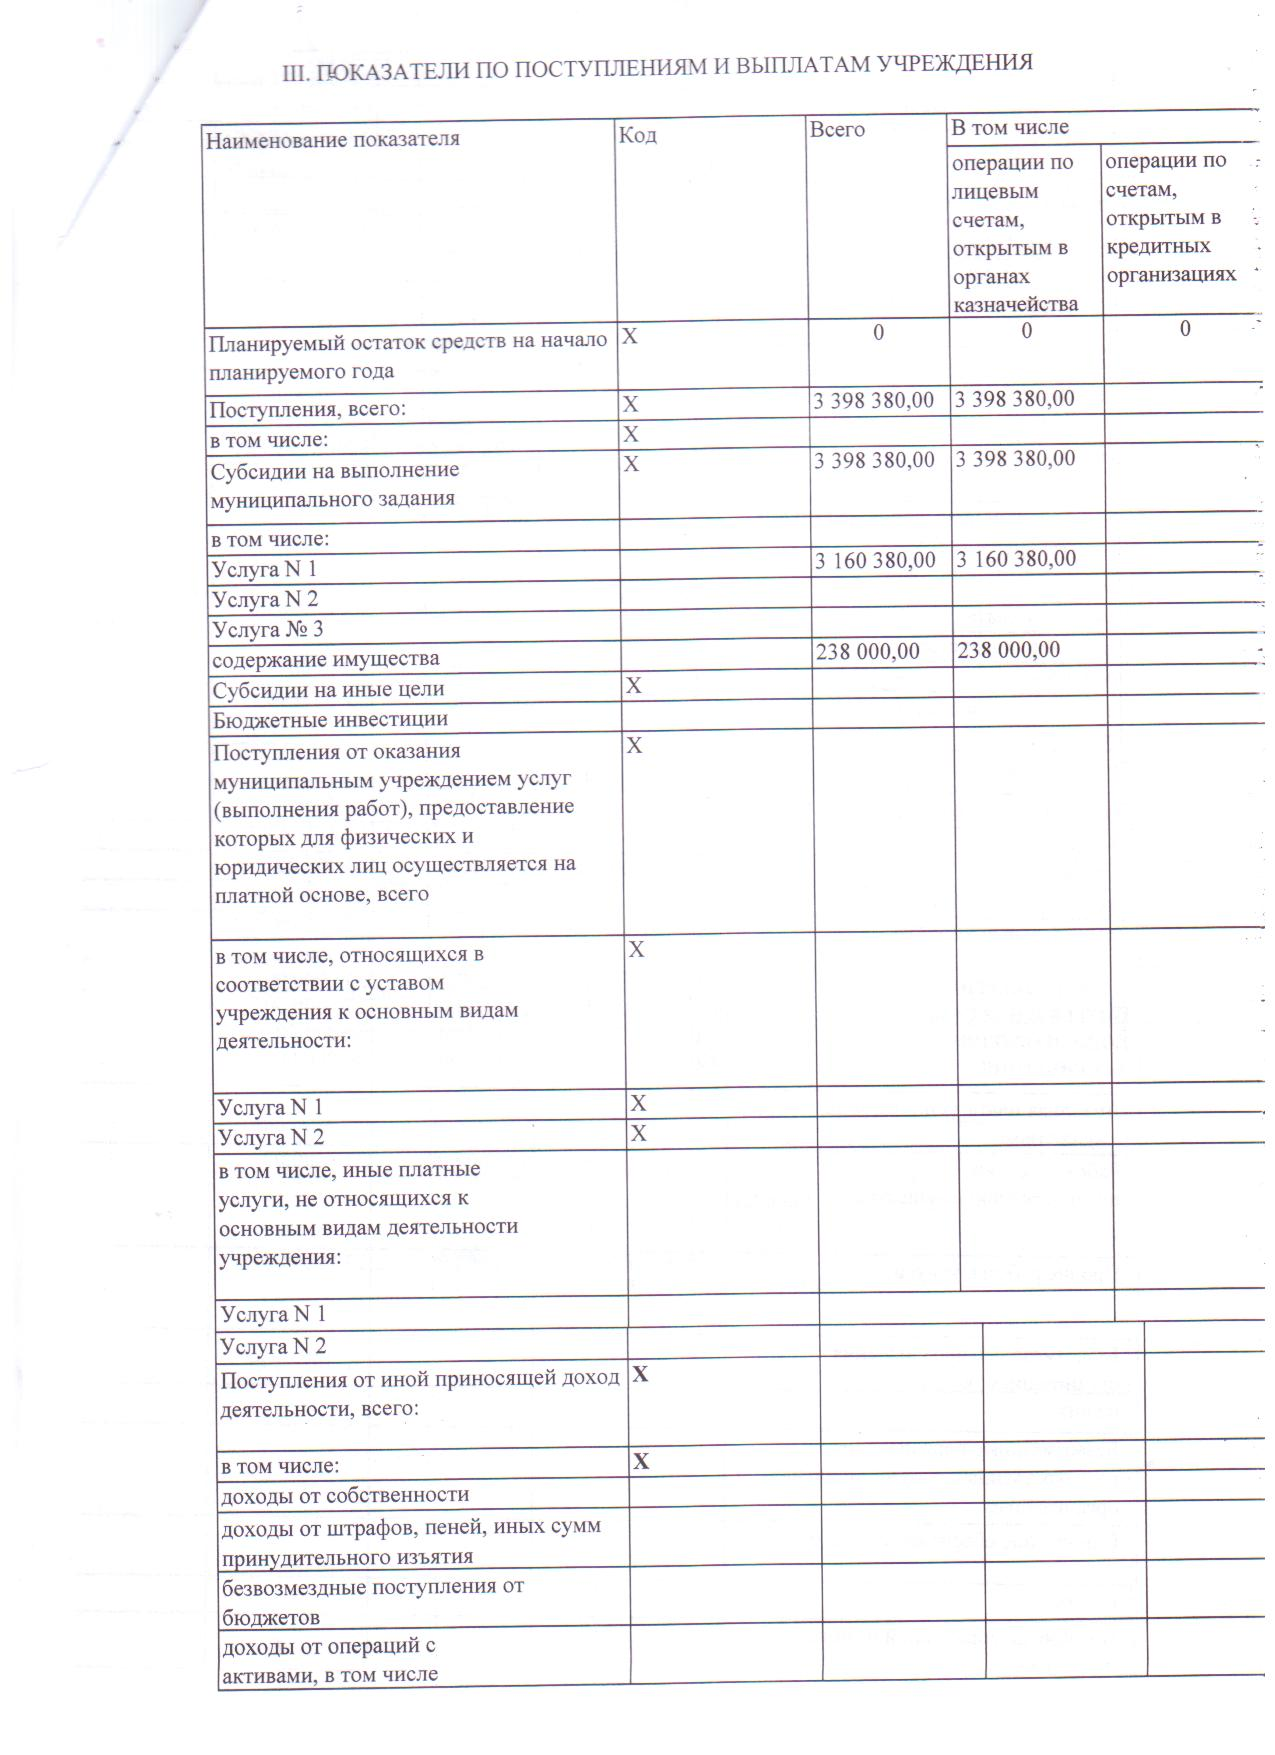 III. ПОКАЗАТЕЛИ ПО ПОСТУПЛЕНИЯМ И ВЫПЛАТАМ УЧРЕЖДЕНИЯ
Наименование показателя
Код
Всего
В том числе
операции по
лицевым
счетам,
открытым в
органах
казначейства
операции по
счетам,
открытым в
кредитных
организациях
Планируемый остаток средств на начало
планируемого года
X
0
0
0
Поступления, всего:
X
3 398 380,00
3 398 380,00
в том числе:
X
Субсидии на выполнение
муниципального задания
X
3 398 380,00
3 398 380,00
в том числе:
Услуга N 1
3 160 380,00
3 160 380,00
Услуга N 2
Услуга № 3
содержание имущества
238 000,00
238 000,00
Субсидии на иные цели
X
Бюджетные инвестиции
Поступления от оказания
муниципальным учреждением услуг
(выполнения работ), предоставление
которых для физических и
юридических лиц осуществляется на
платной основе, всего
X
в том числе, относящихся в
соответствии с уставом
учреждения к основным видам
деятельности:
X
Услуга N 1
X
Услуга N 2
X
в том числе, иные платные
услуги, не относящихся к
основным видам деятельности
учреждения:
Услуга N 1
Услуга N 2
Поступления от иной приносящей доход
деятельности, всего:
X
в том числе:
X
доходы от собственности
доходы от штрафов, пеней, иных сумм
принудительного изъятия
безвозмездные поступления от
бюджетов
доходы от операций с
активами, в том числе